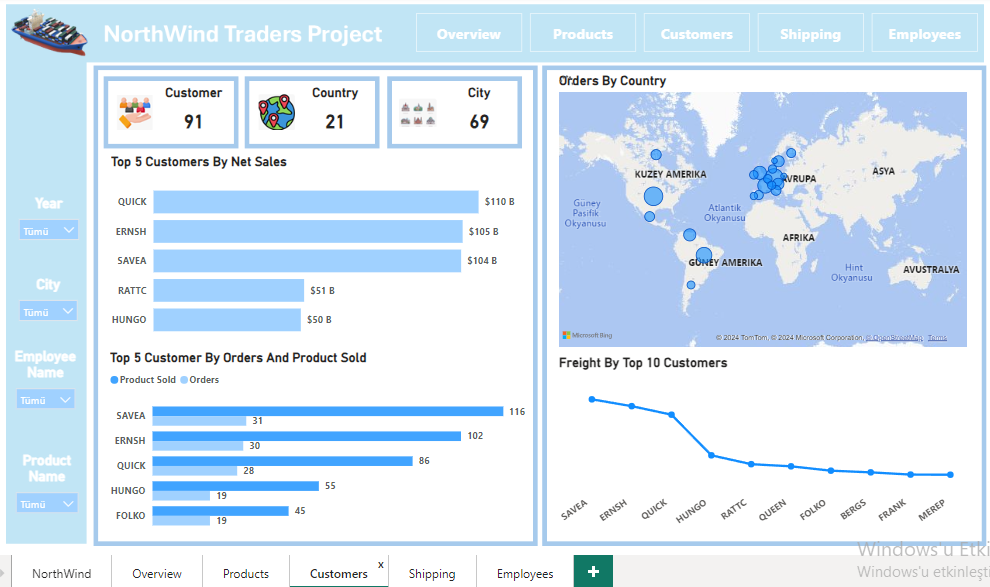 NorthWind Traders Project
Overview
Products
Customers
Shipping
Employees
Year
Tümü
City
Tümü
Employee
Name
Tümü
Product
Name
Tümü
Customer
91
Country
21
City
69
Top 5 Customers By Net Sales
QUICK $110 B
ERNSH $105 B
SAVEA $104 B
RATTC $51 B
HUNGO $50 B
Top 5 Customer By Orders And Product Sold
Product Sold Orders
SAVEA 116
31
ERNSH 102
30
QUICK 86
28
HUNGO 55
19
FOLKO 45
19
Orders By Country
KUZEY AMERIKA
AVRUPA
ASYA
Güney
Pasifik
Okyanusu
Atlantik
Okyanusu
AFRIKA
GÜNEY AMERIKA
Hint
Okyanusu
AVUSTRALYA
Microsoft Bing
© 2024 TomTom, © 2024 Microsoft Corporation, © OpenStreetMap Terms
Freight By Top 10 Customers
SAVEA ERNSH QUICK HUNGO RATTC QUEEN FOLKO BERGS FRANK MEREP
Windows'u Etki
Windows'u etkinleşti
NorthWind Overview Products Customers x Shipping Employees +